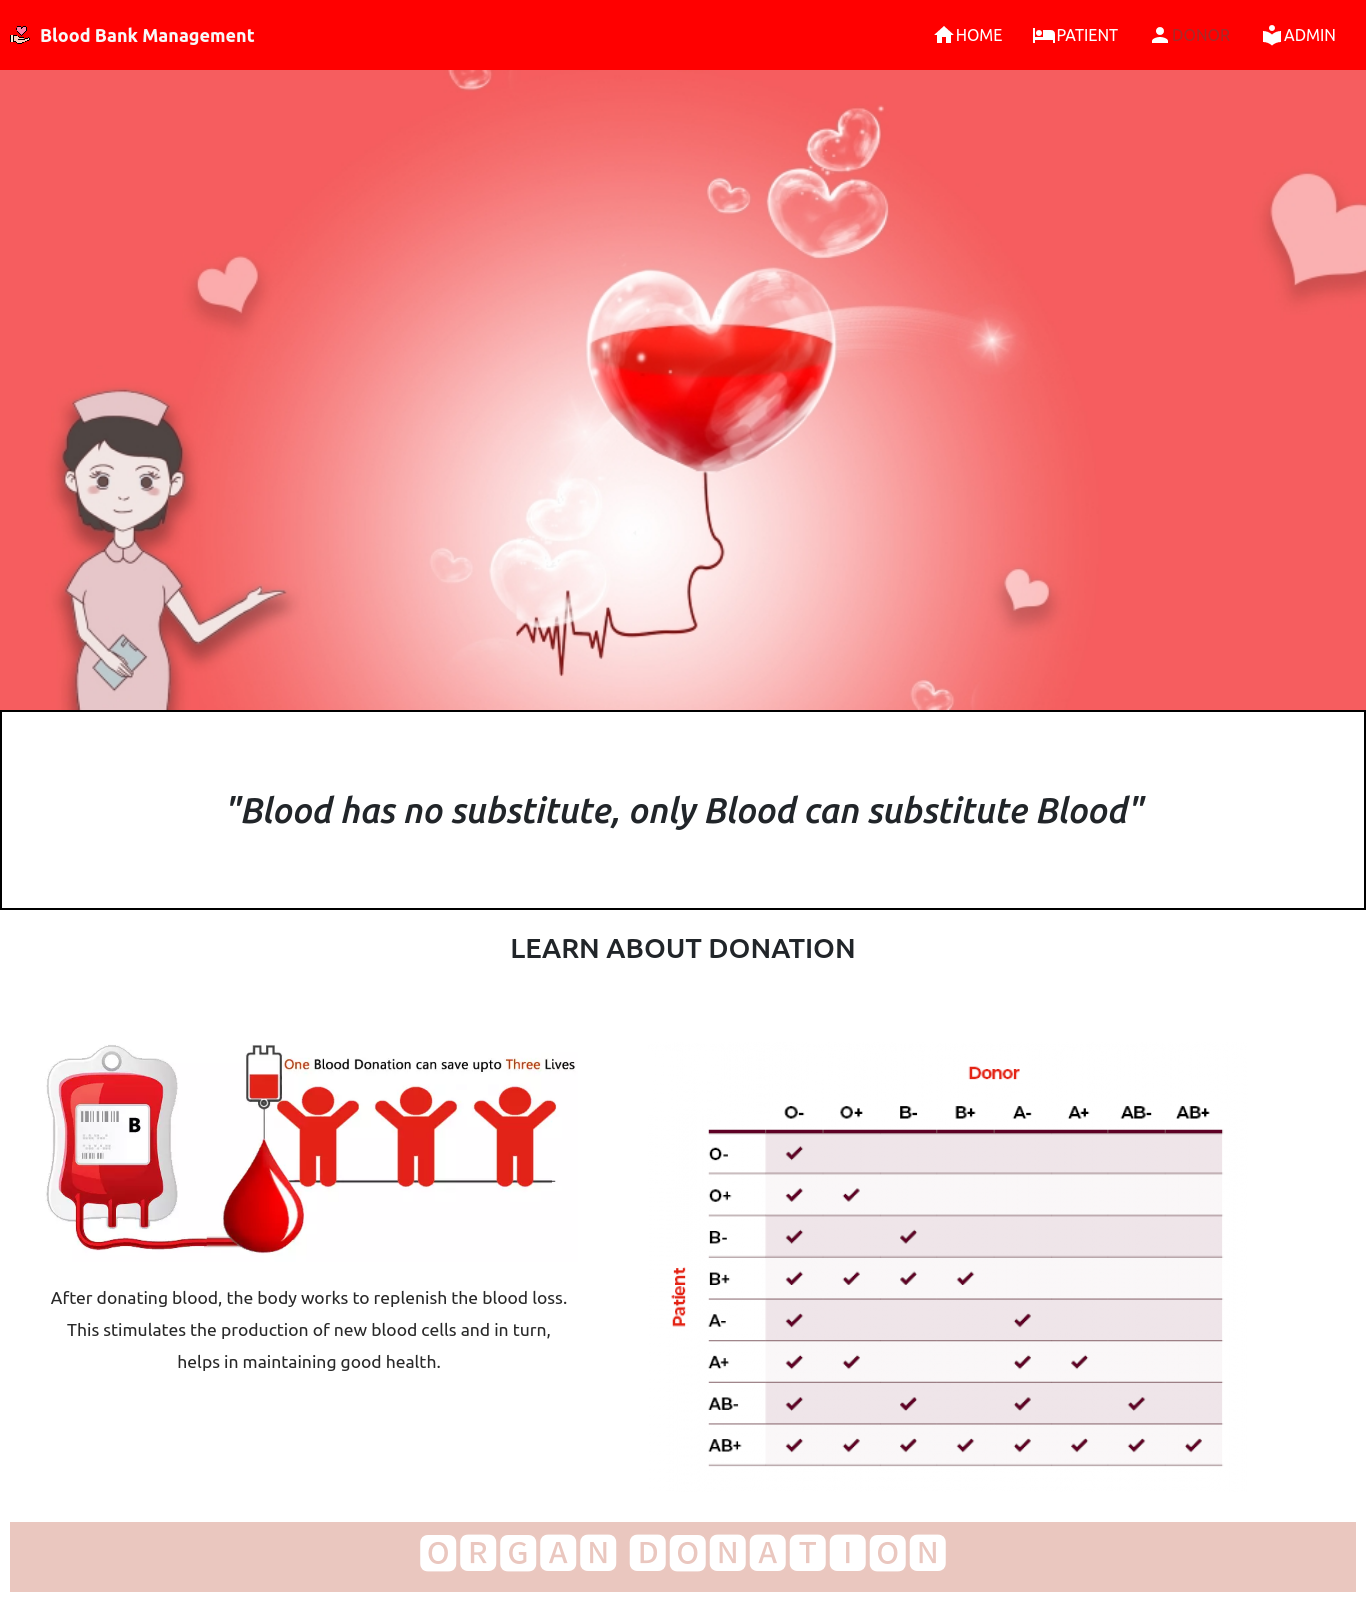 Blood Bank Management
HOME PATIENT DONOR ADMIN
"Blood has no substitute, only Blood can substitute Blood"
LEARN ABOUT DONATION
One Blood Donation can save upto Three Lives
B
After donating blood, the body works to replenish the blood loss.
This stimulates the production of new blood cells and in turn,
helps in maintaining good health.
Donor
O- O+ B- B+ A- A+ AB- AB+
Patient
O-
O+
B-
B+
A-
A+
AB-
AB+
ORGAN DONATION